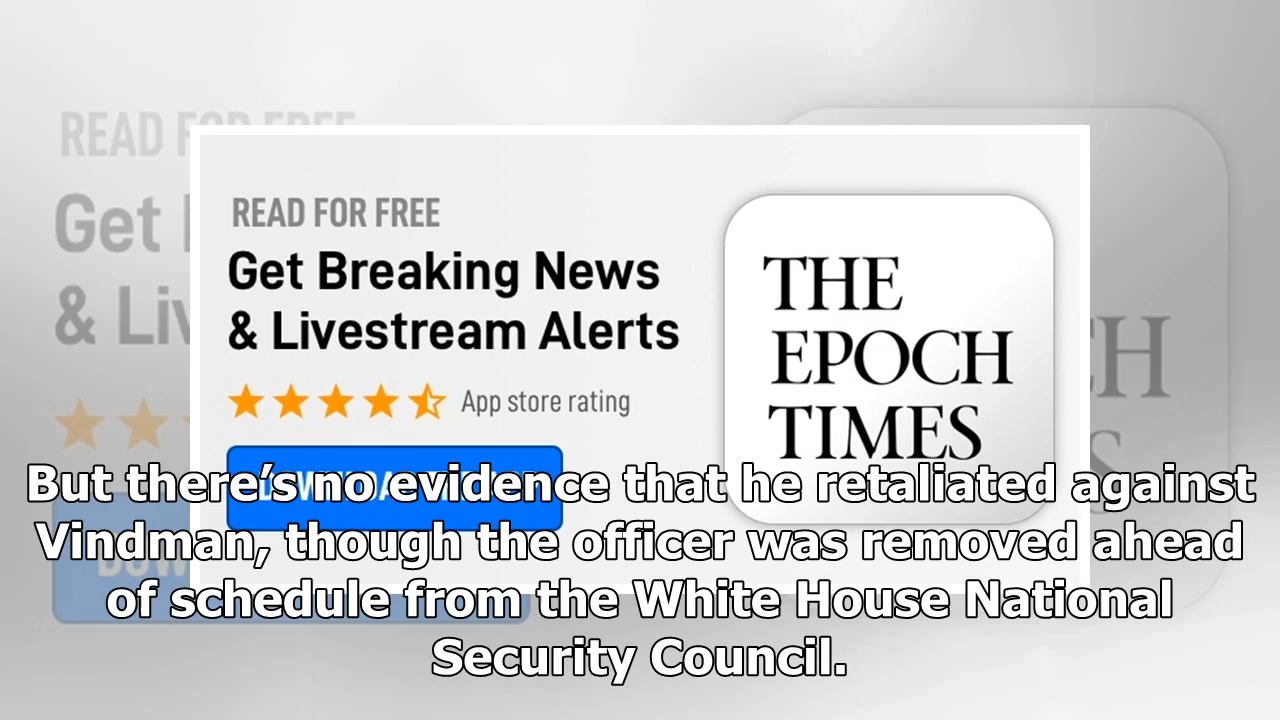 READ FOR FREE
Get Breaking News
& Livestream Alerts
App store rating
THE
EPOCH
TIMES
But there’s no evidence that he retaliated against
Vindman, though the officer was removed ahead
of schedule from the White House National
Security Council.